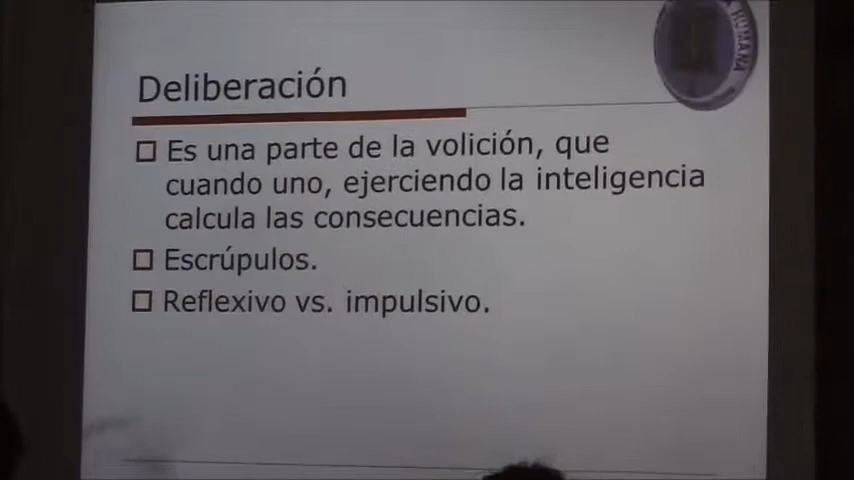 HUMANA
Deliberación
Es una parte de la volición, que
cuando uno, ejerciendo la inteligencia
calcula las consecuencias.
Escrúpulos.
Reflexivo vs. impulsivo.